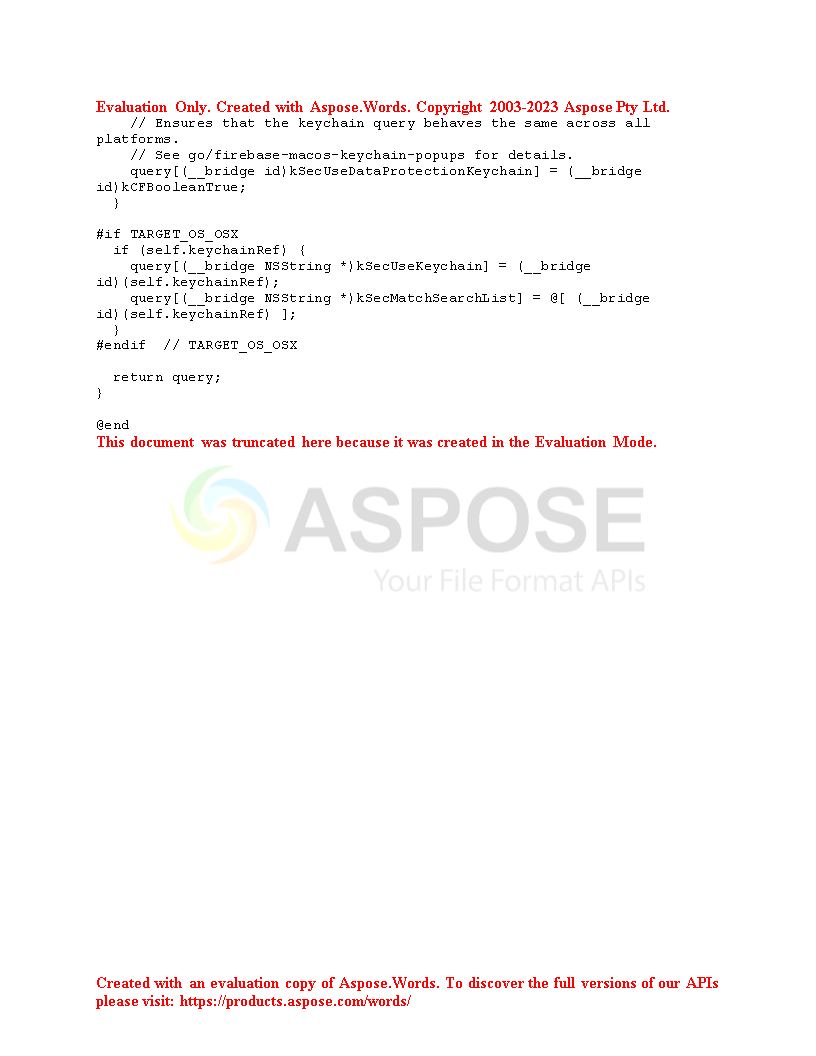 Evaluation Only. Created with Aspose.Words. Copyright 2003-2023 Aspose Pty Ltd.
    // Ensures that the keychain query behaves the same across all
platforms.
    // See go/firebase-macos-keychain-popups for details.
    query[(__bridge id)kSecUseDataProtectionKeychain] = (__bridge
id)kCFBooleanTrue;
  }

#if TARGET_OS_OSX
  if (self.keychainRef) {
    query[(__bridge NSString *)kSecUseKeychain] = (__bridge
id)(self.keychainRef);
    query[(__bridge NSString *)kSecMatchSearchList] = @[ (__bridge
id)(self.keychainRef) ];
  }
#endif  // TARGET_OS_OSX

  return query;
}

@end
This document was truncated here because it was created in the Evaluation Mode.
ASPOSE
Your File Format APIs
Created with an evaluation copy of Aspose.Words. To discover the full versions of our APIs
please visit: https://products.aspose.com/words/